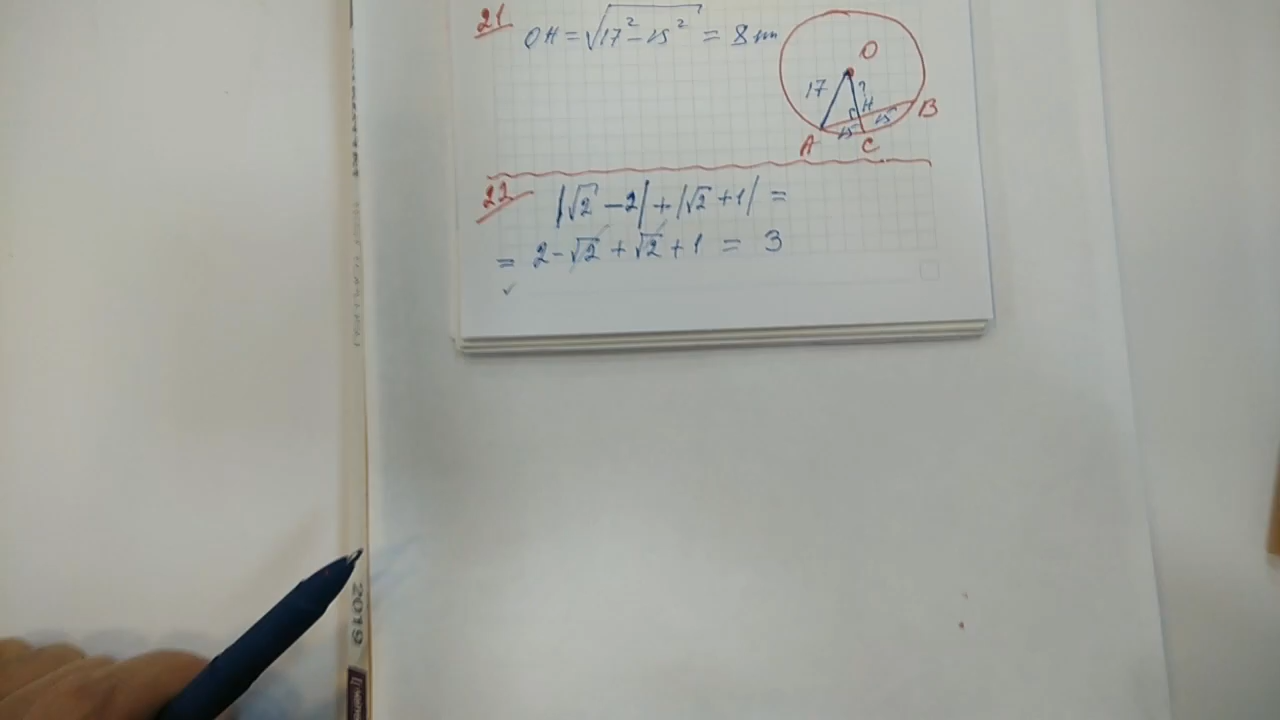 21 OH = √17² - 15² = 8 m
O
17 ?
H B
15 15
A C
22 |√2 - 2| + |√2 + 1| =
= 2 - √2 + √2 + 1 = 3
2019